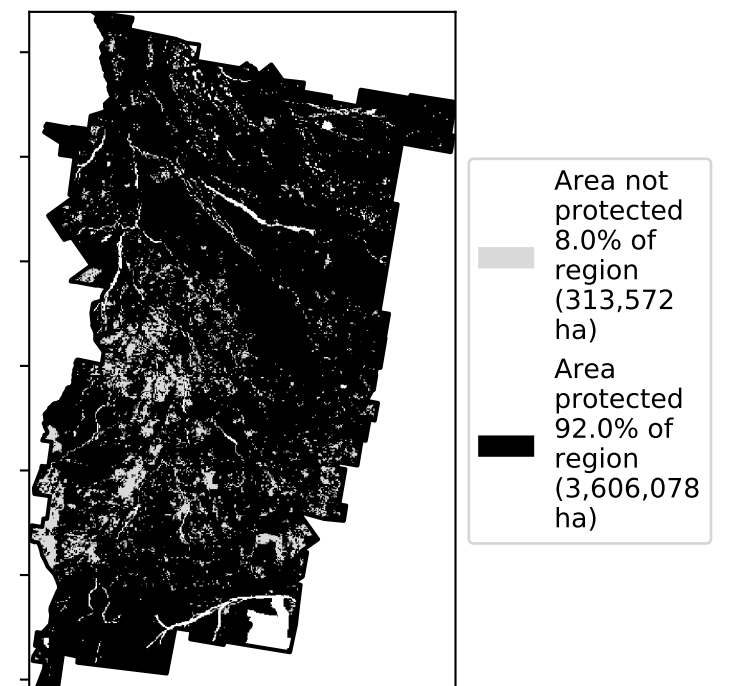 Area not
protected
8.0% of
region
(313,572
ha)
Area
protected
92.0% of
region
(3,606,078
ha)